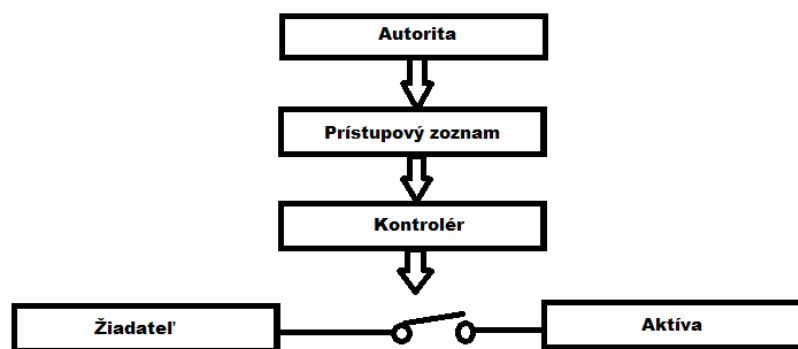 Autorita
Prístupový zoznam
Kontrolér
Žiadateľ
Aktíva